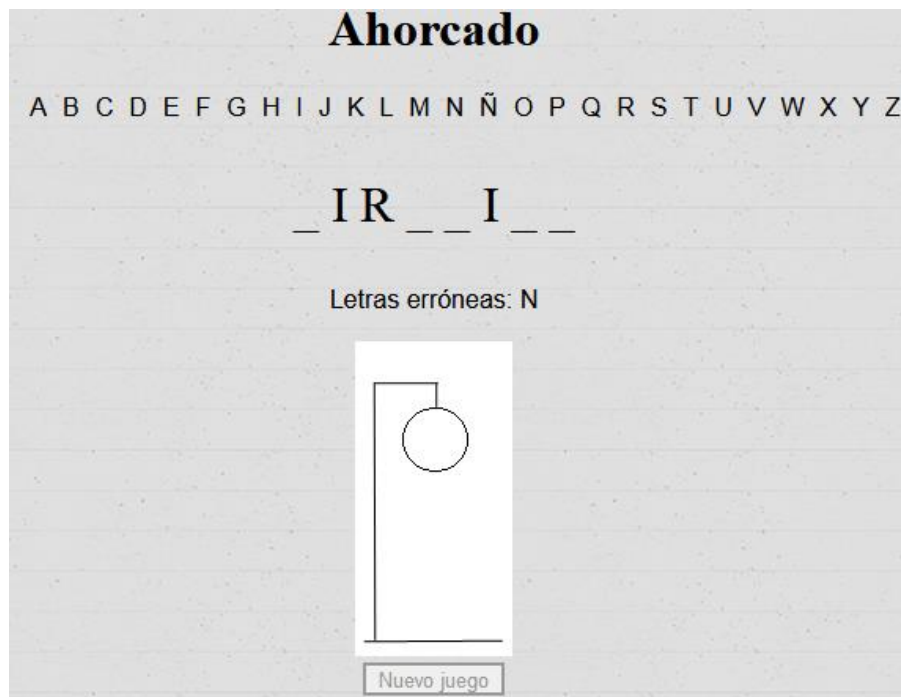 Ahorcado
A B C D E F G H I J K L M N Ñ O P Q R S T U V W X Y Z
_ I R _ _ I _ _
Letras erróneas: N
Nuevo juego